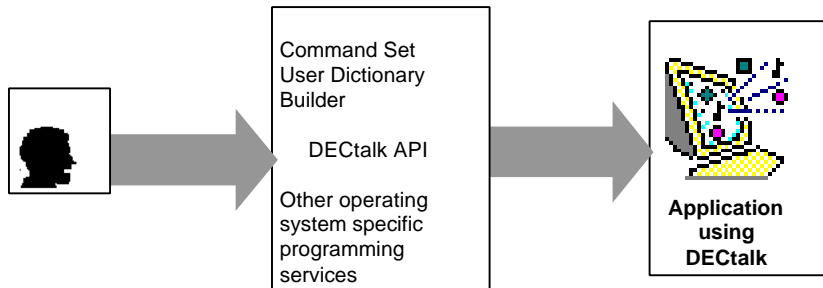 Command Set
User Dictionary
Builder
DECtalk API
Other operating
system specific
programming
services
Application
using
DECtalk